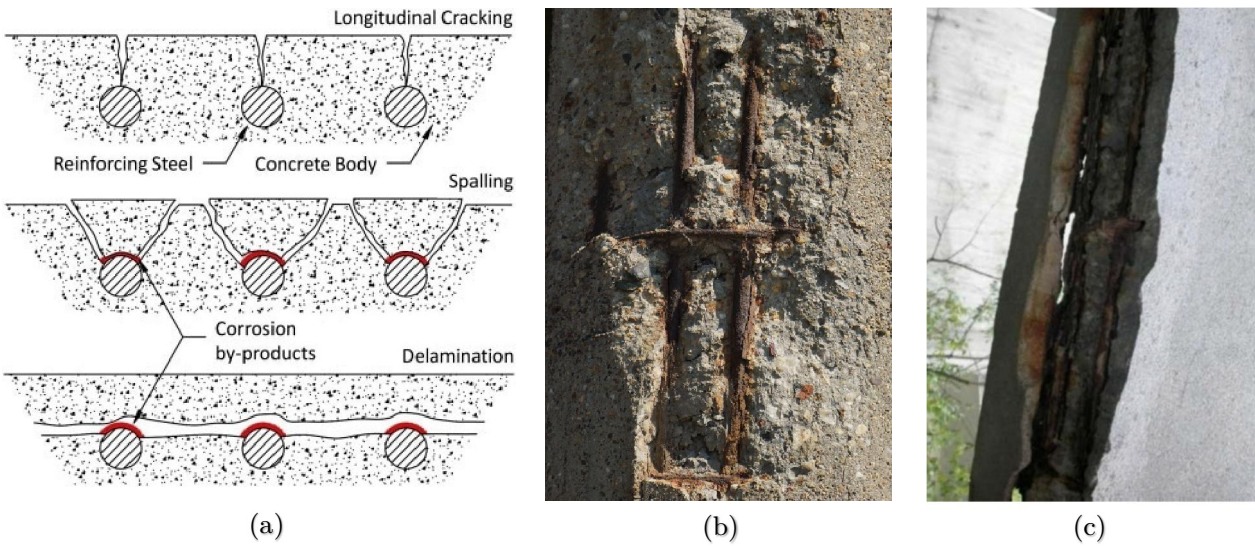 Longitudinal Cracking
Reinforcing Steel
Concrete Body
Spalling
Corrosion
by-products
Delamination
(a)
(b)
(c)